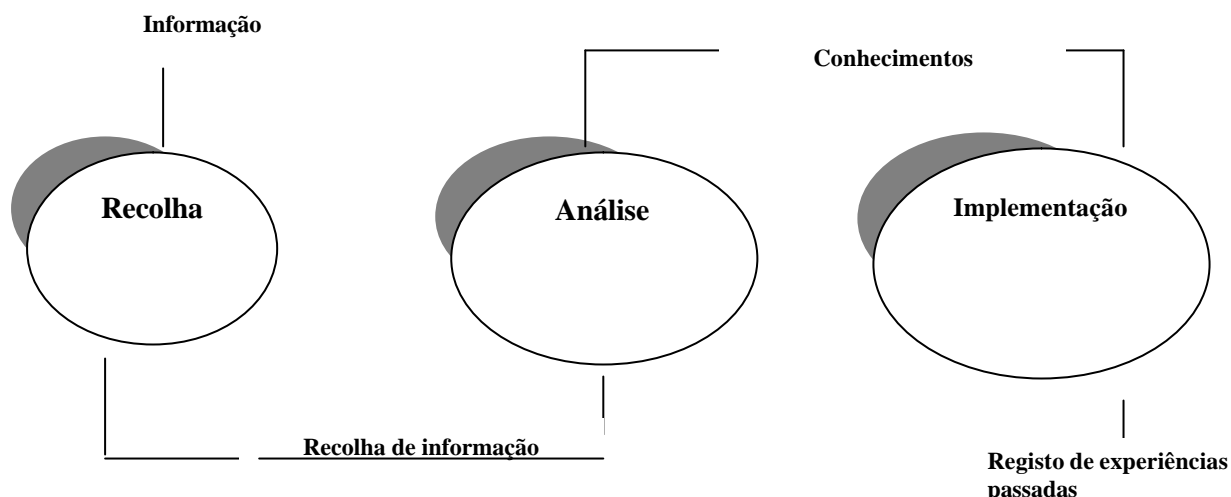 Informação
Conhecimentos
Recolha
Análise
Implementação
Recolha de informação
Registo de experiências
passadas